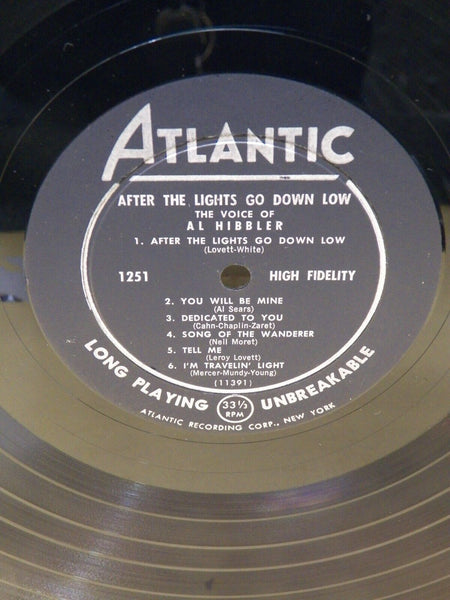 ATLANTIC
AFTER THE LIGHTS GO DOWN LOW
THE VOICE OF
AL HIBBLER
1. AFTER THE LIGHTS GO DOWN LOW
(Lovett-White)
1251 HIGH FIDELITY
2. YOU WILL BE MINE
(Al Sears)
3. DEDICATED TO YOU
(Cahn-Chaplin-Zaret)
4. SONG OF THE WANDERER
(Neil Moret)
5. TELL ME
(Leroy Lovett)
6. I'M TRAVELIN' LIGHT
(Mercer-Mundy-Young)
(11391)
LONG PLAYING 33⅓ RPM UNBREAKABLE
ATLANTIC RECORDING CORP., NEW YORK